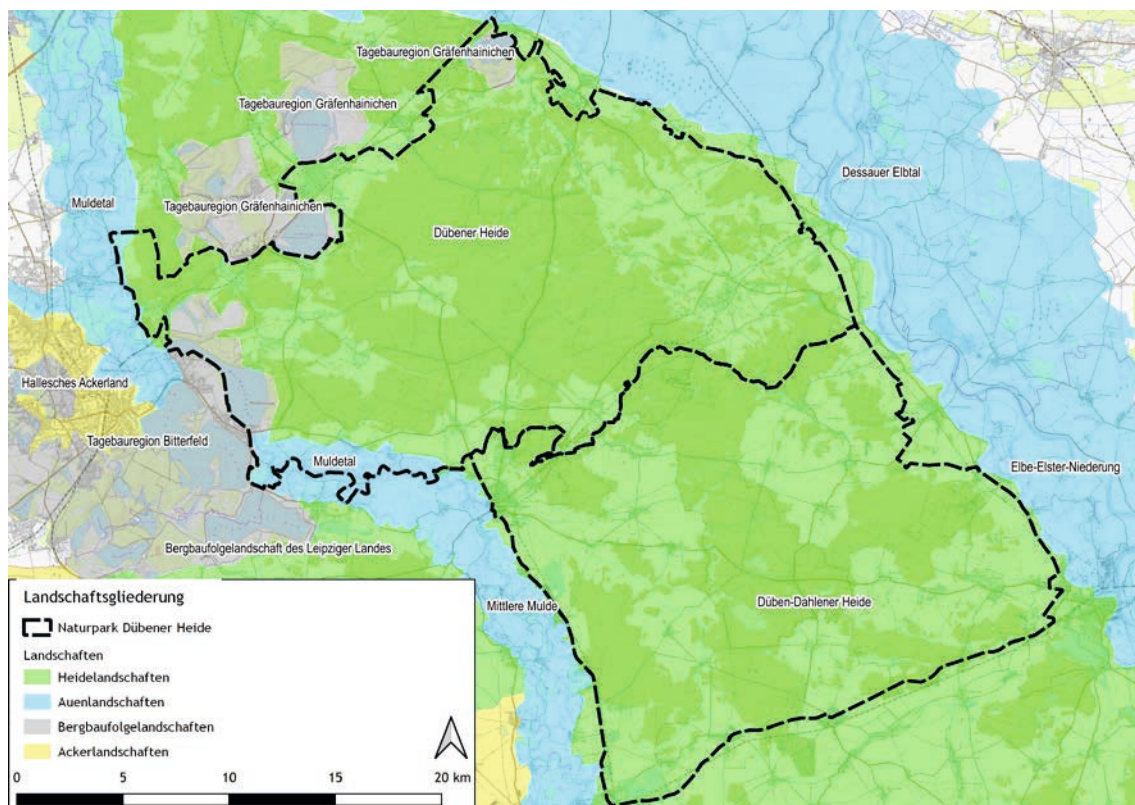 Tagebauregion Gräfenhainichen
Tagebauregion Gräfenhainichen
Dessauer Elbtal
Muldetal
Tagebauregion Gräfenhainichen
Dübener Heide
Hallesches Ackerland
Tagebauregion Bitterfeld
Muldetal
Elbe-Elster-Niederung
Bergbaufolgelandschaft des Leipziger Landes
Mittlere Mulde
Düben-Dahlener Heide
Landschaftsgliederung
Naturpark Dübener Heide
Landschaften
Heidelandschaften
Auenlandschaften
Bergbaufolgelandschaften
Ackerlandschaften
0 5 10 15 20 km